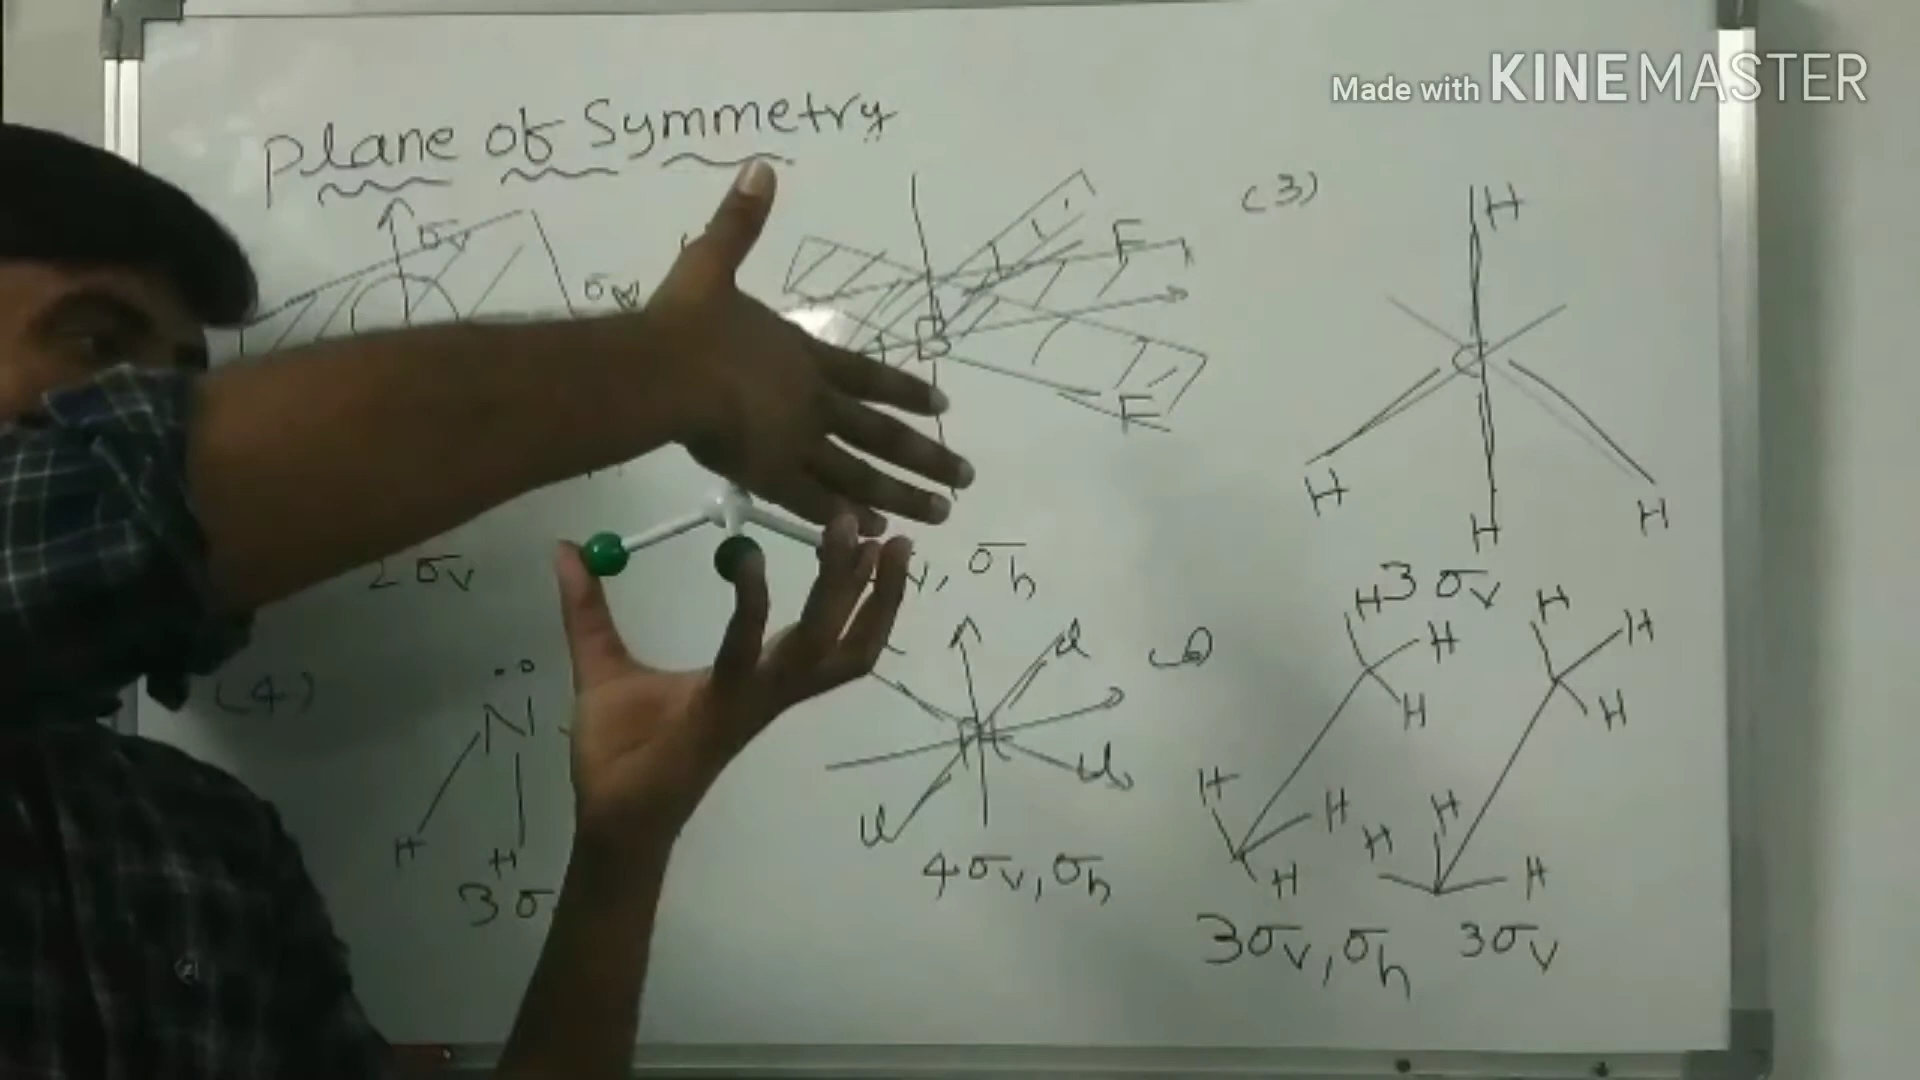 Made with KINEMASTER
Plane of Symmetry
σv
σv
F
B
F
(3)
H
C
H
H
H
3σv
2σv
v, σh
(4)
N
H
H
3σ
4σv, σh
H
H
H
H
H
H
3σv, σh
H
H
H
H
H
H
3σv